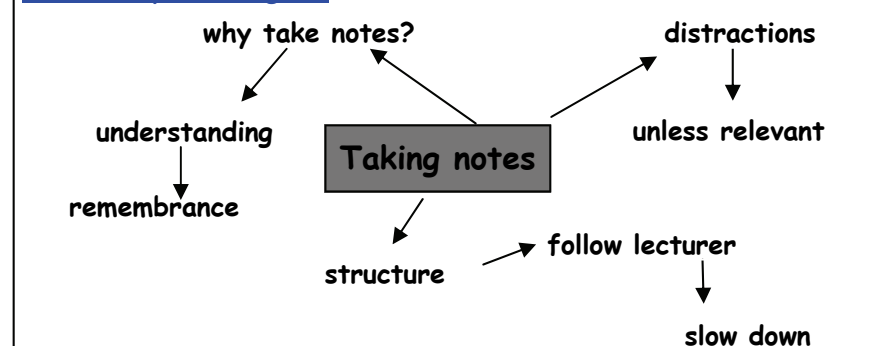 why take notes?
distractions
understanding
unless relevant
Taking notes
remembrance
follow lecturer
structure
slow down